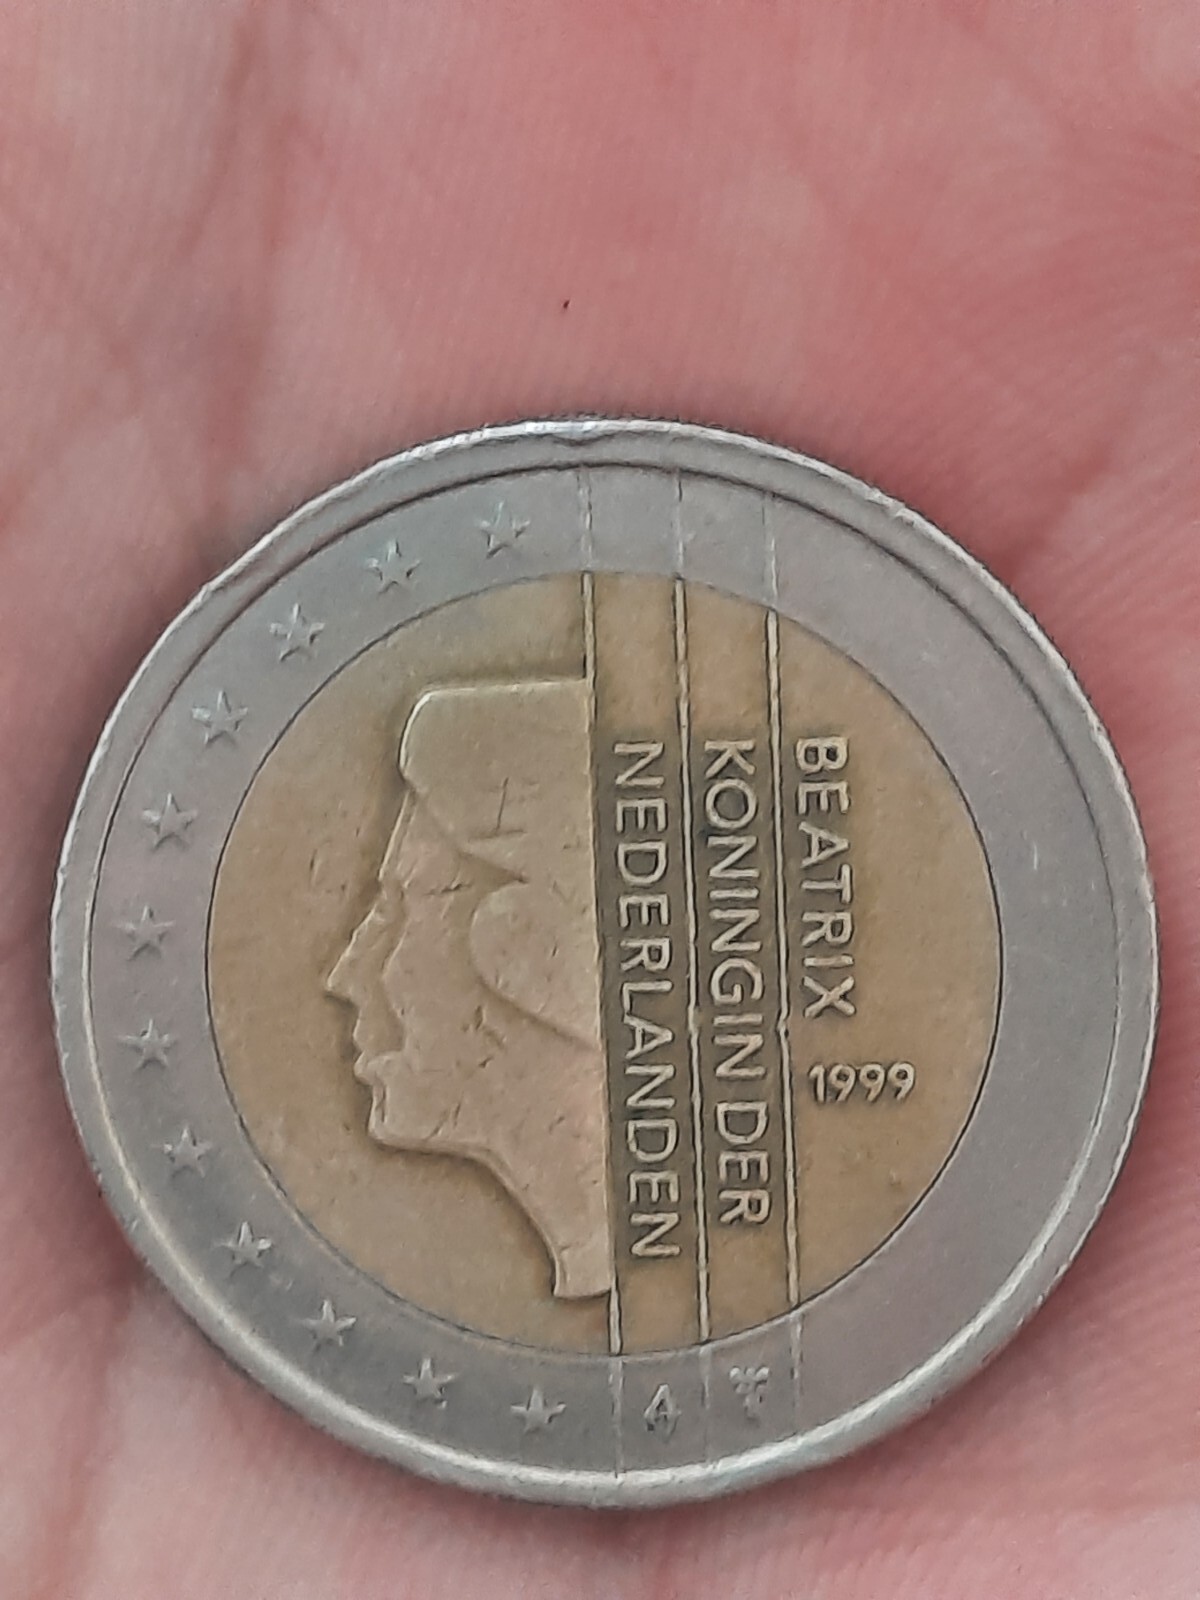 BEATRIX
1999
KONINGIN DER
NEDERLANDEN